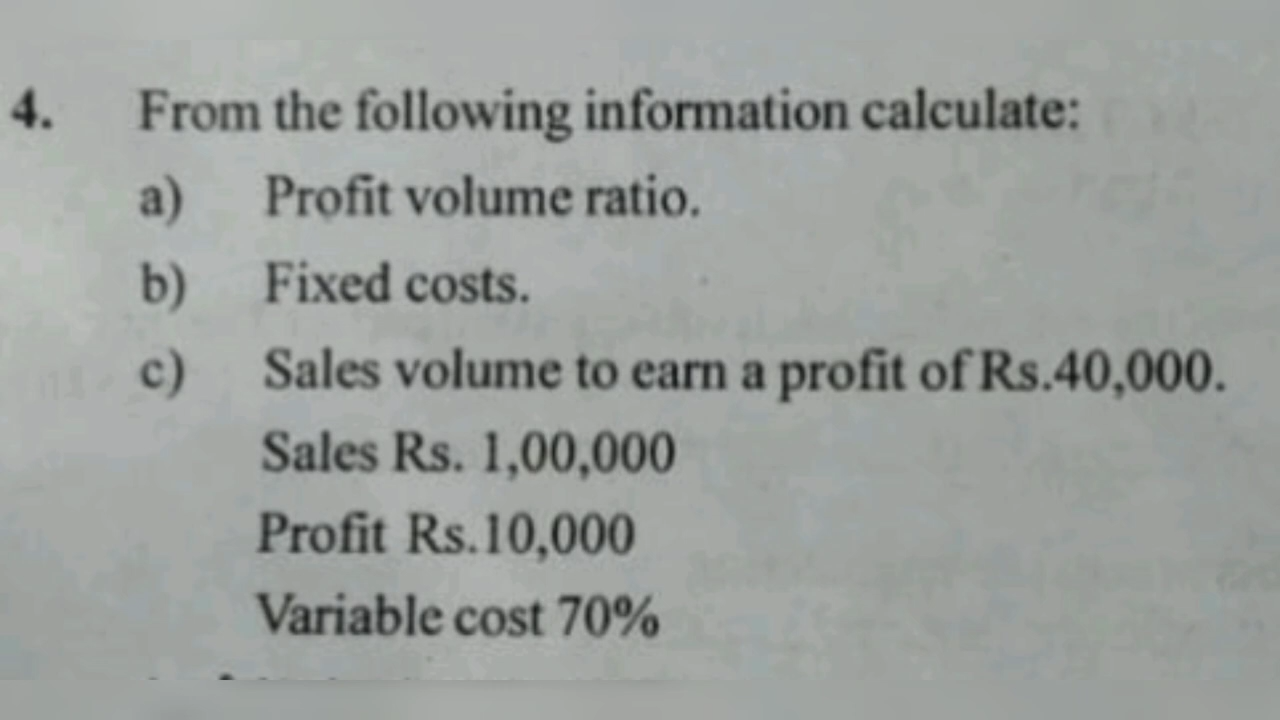 4. From the following information calculate:
a) Profit volume ratio.
b) Fixed costs.
c) Sales volume to earn a profit of Rs.40,000.
Sales Rs. 1,00,000
Profit Rs.10,000
Variable cost 70%